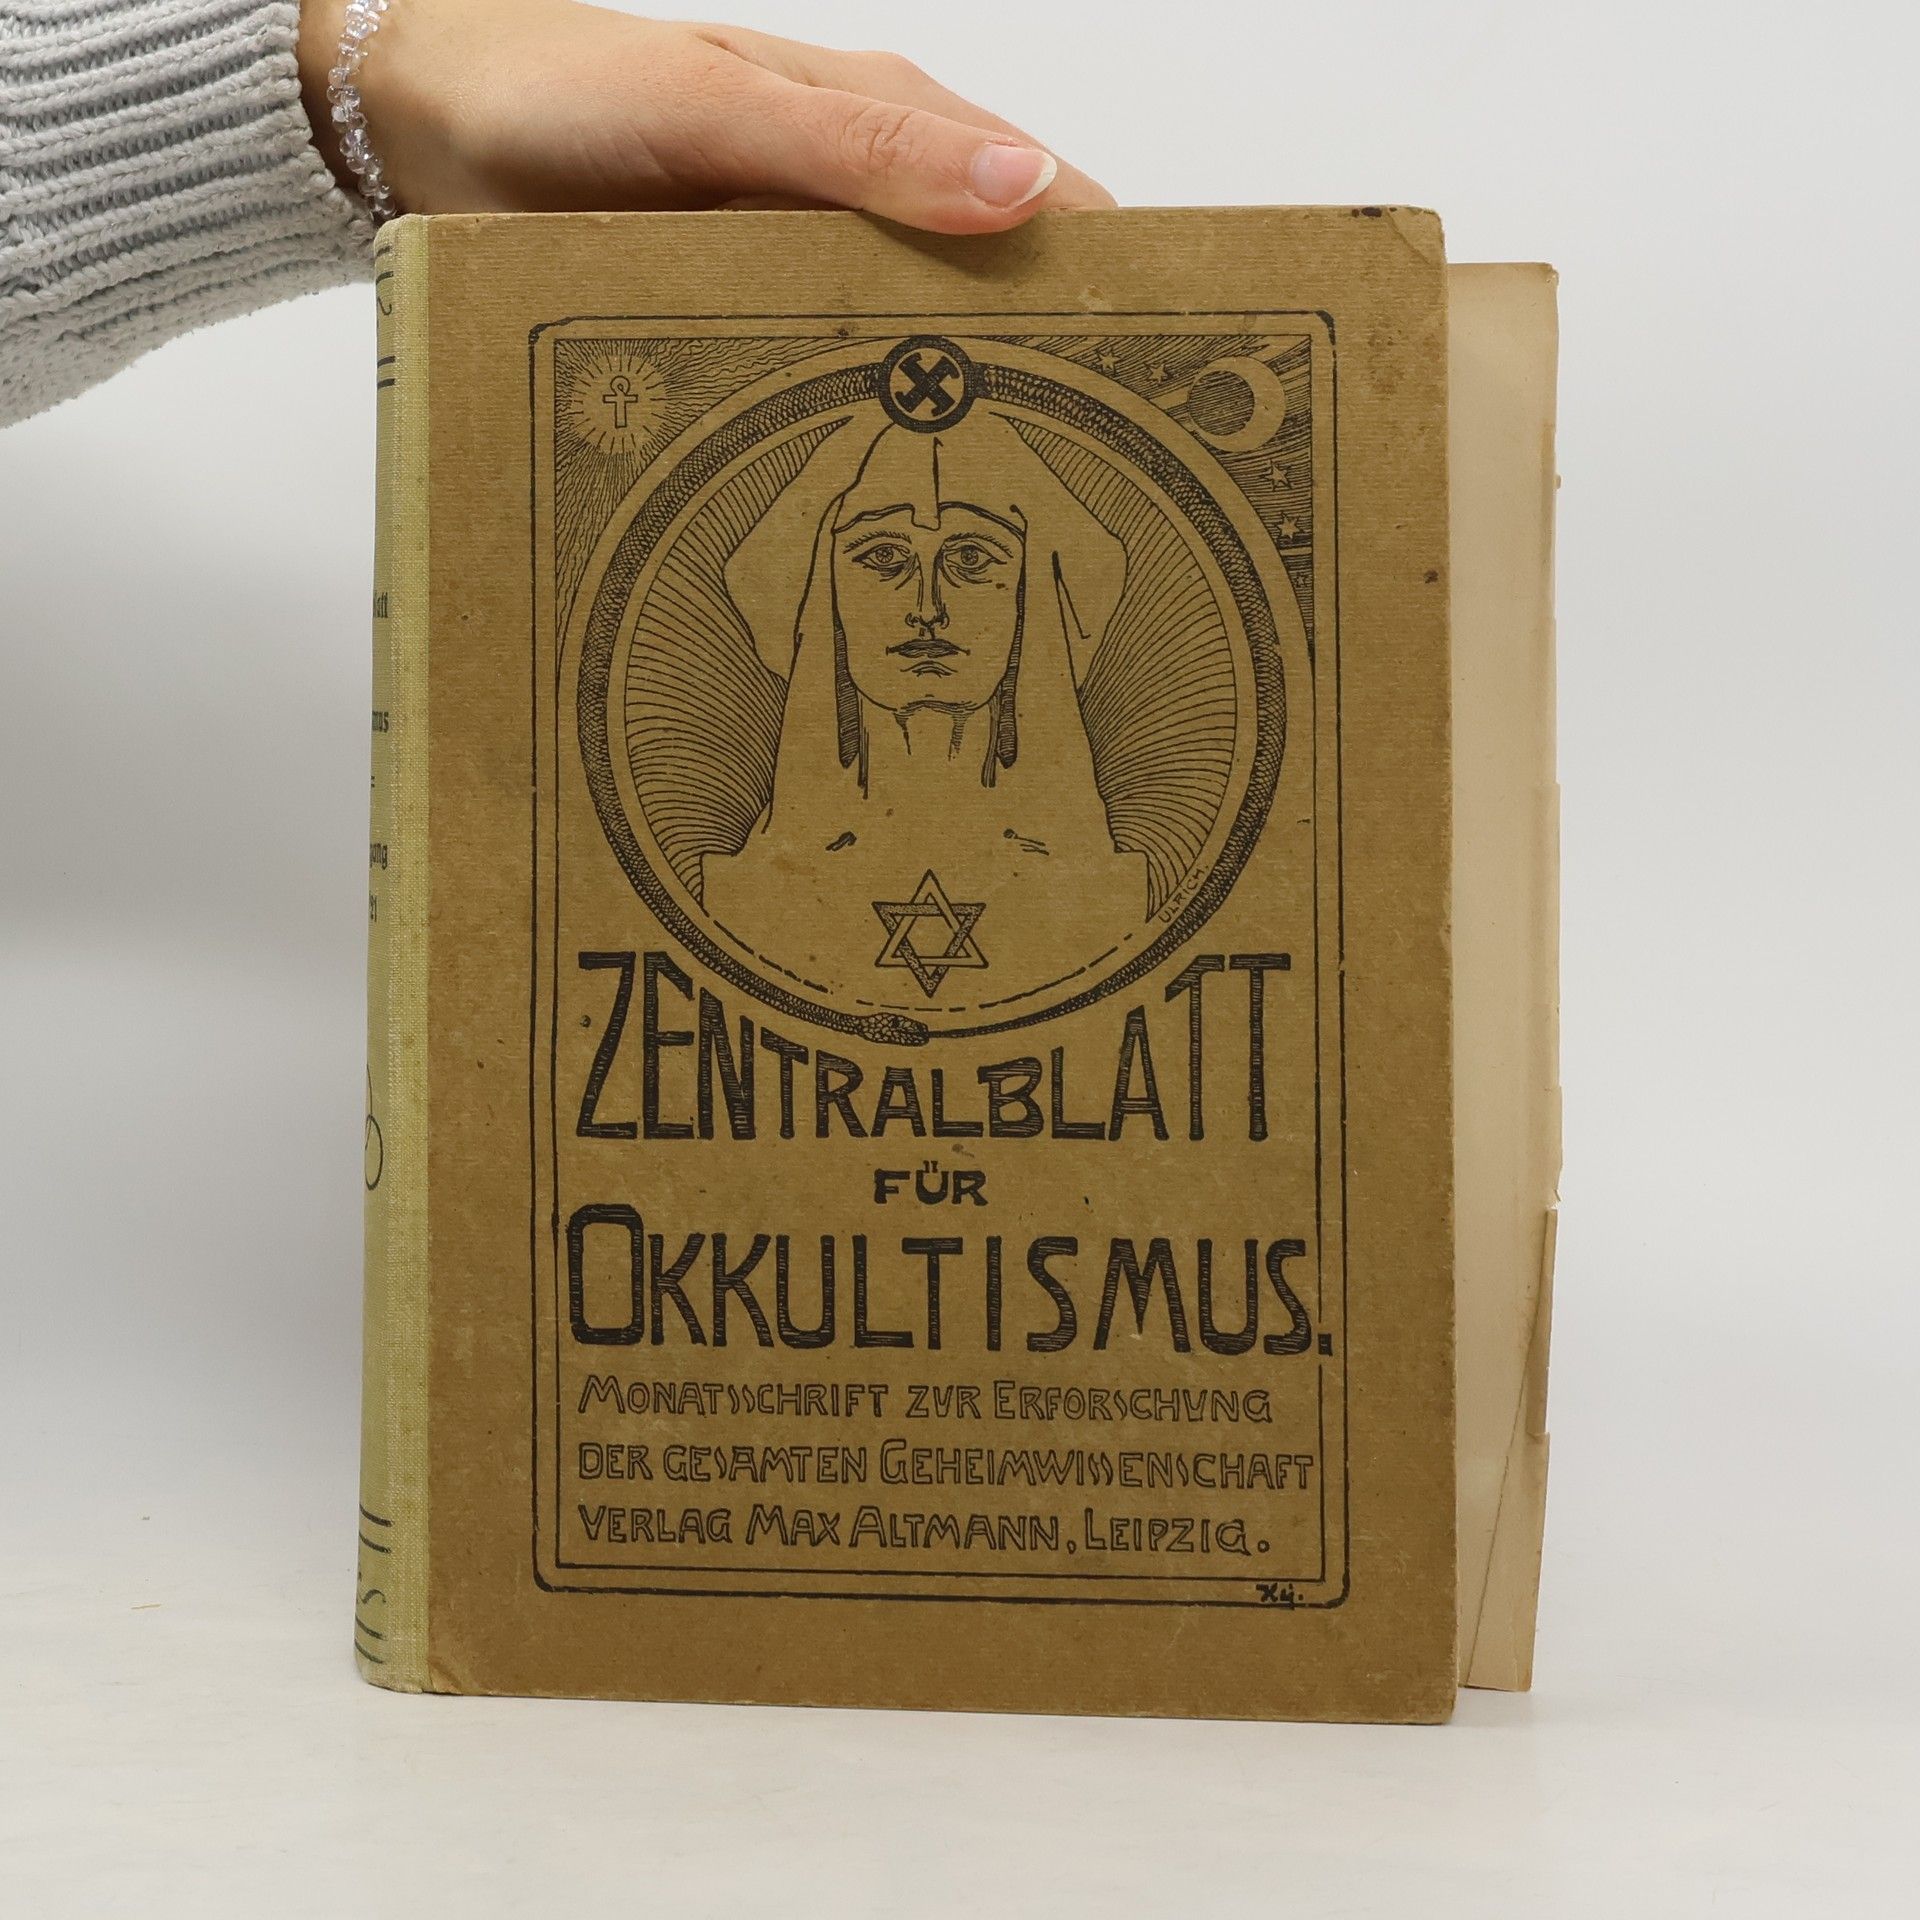 ULRICH.
ZENTRALBLATT
FÜR
OKKULTISMUS.
MONATSSCHRIFT ZUR ERFORSCHUNG
DER GESAMTEN GEHEIMWISSENSCHAFT
VERLAG MAX ALTMANN, LEIPZIG.